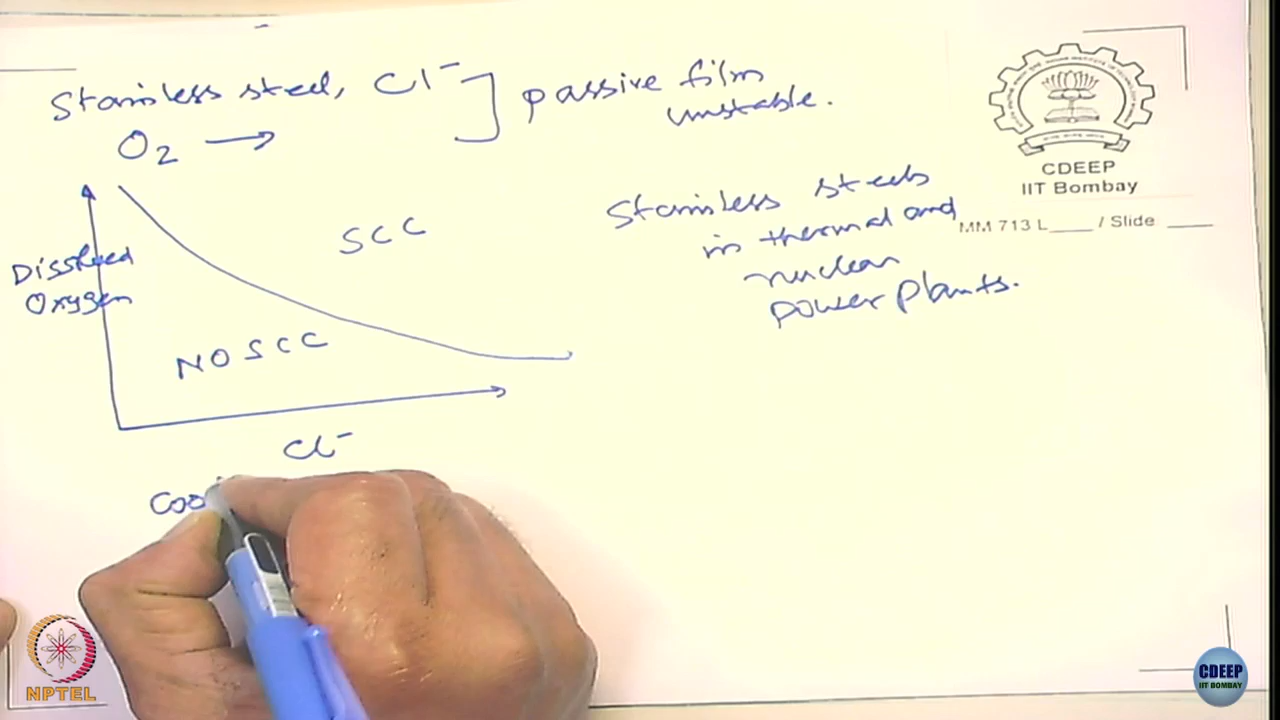 Stainless steel, Cl⁻ ] passive film
unstable.
O₂ →
Dissolved
Oxygen
SCC
NO SCC
Cl⁻
Coo
Stainless steels
in thermal and
nuclear
power plants.
CDEEP
IIT Bombay
MM 713 L____ / Slide ____
NPTEL
CDEEP
IIT BOMBAY